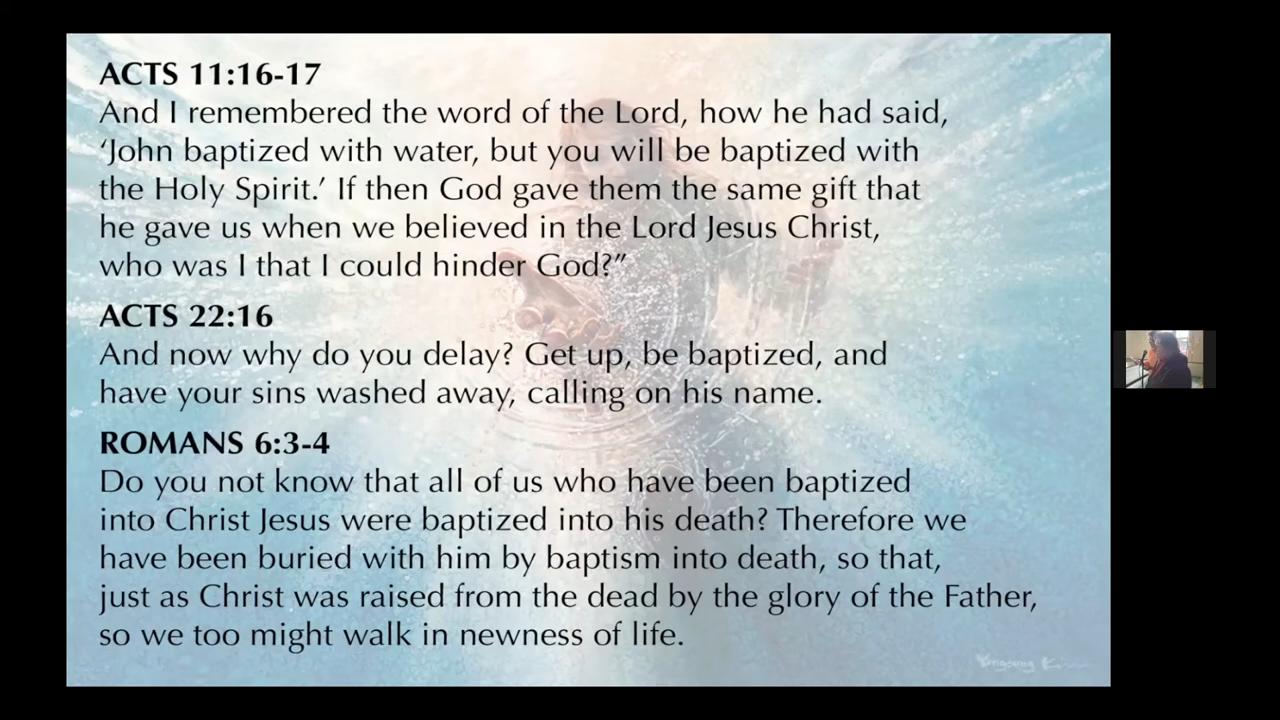 ACTS 11:16-17
And I remembered the word of the Lord, how he had said,
‘John baptized with water, but you will be baptized with
the Holy Spirit.’ If then God gave them the same gift that
he gave us when we believed in the Lord Jesus Christ,
who was I that I could hinder God?”
ACTS 22:16
And now why do you delay? Get up, be baptized, and
have your sins washed away, calling on his name.
ROMANS 6:3-4
Do you not know that all of us who have been baptized
into Christ Jesus were baptized into his death? Therefore we
have been buried with him by baptism into death, so that,
just as Christ was raised from the dead by the glory of the Father,
so we too might walk in newness of life.